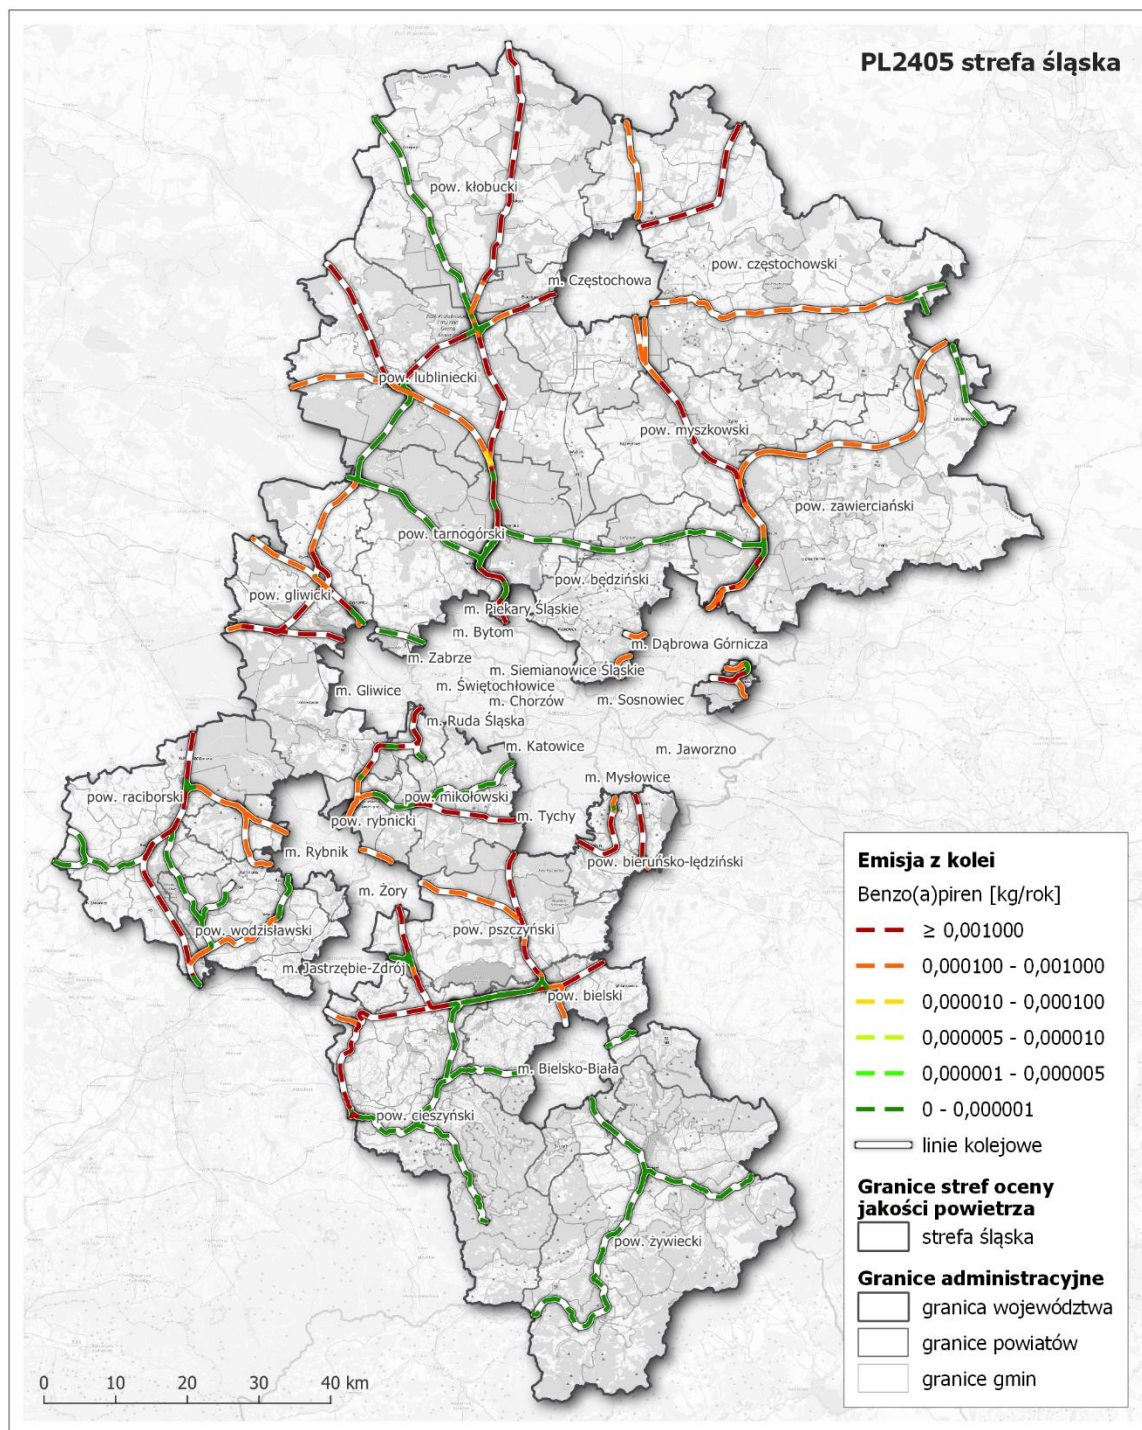 PL2405 strefa śląska
pow. kłobucki
pow. częstochowski
m. Częstochowa
pow. lubliniecki
pow. myszkowski
pow. zawierciański
pow. tarnogórski
pow. będziński
pow. gliwicki
m. Piekary Śląskie
m. Bytom
m. Dąbrowa Górnicza
m. Zabrze
m. Siemianowice Śląskie
m. Świętochłowice
m. Gliwice
m. Chorzów
m. Sosnowiec
m. Ruda Śląska
m. Katowice
m. Jaworzno
m. Mysłowice
pow. raciborski
pow. mikołowski
m. Tychy
pow. rybnicki
m. Rybnik
pow. bieruńsko-lędziński
m. Żory
pow. wodzisławski
pow. pszczyński
m. Jastrzębie-Zdrój
pow. bielski
m. Bielsko-Biała
pow. cieszyński
pow. żywiecki
Emisja z kolei
Benzo(a)piren [kg/rok]
≥ 0,001000
0,000100 - 0,001000
0,000010 - 0,000100
0,000005 - 0,000010
0,000001 - 0,000005
0 - 0,000001
linie kolejowe
Granice stref oceny
jakości powietrza
strefa śląska
Granice administracyjne
granica województwa
granice powiatów
granice gmin
0 10 20 30 40 km